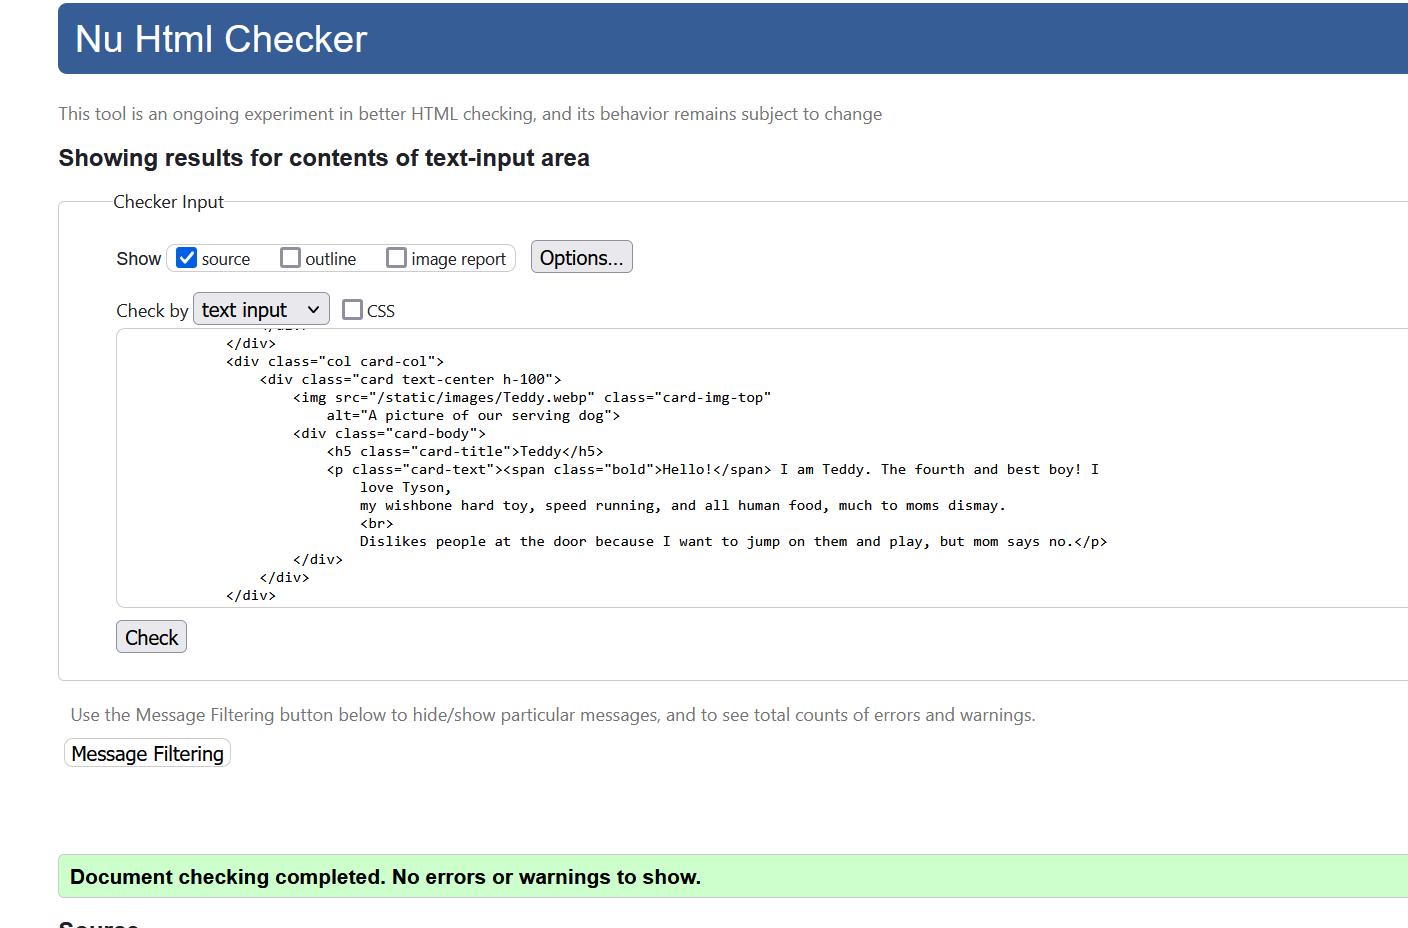 Nu Html Checker
This tool is an ongoing experiment in better HTML checking, and its behavior remains subject to change
Showing results for contents of text-input area
Checker Input
Show source outline image report Options...
Check by text input CSS
</div>
<div class="col card-col">
<div class="card text-center h-100">
<img src="/static/images/Teddy.webp" class="card-img-top"
alt="A picture of our serving dog">
<div class="card-body">
<h5 class="card-title">Teddy</h5>
<p class="card-text"><span class="bold">Hello!</span> I am Teddy. The fourth and best boy! I
love Tyson,
my wishbone hard toy, speed running, and all human food, much to moms dismay.
<br>
Dislikes people at the door because I want to jump on them and play, but mom says no.</p>
</div>
</div>
</div>
Check
Use the Message Filtering button below to hide/show particular messages, and to see total counts of errors and warnings.
Message Filtering
Document checking completed. No errors or warnings to show.